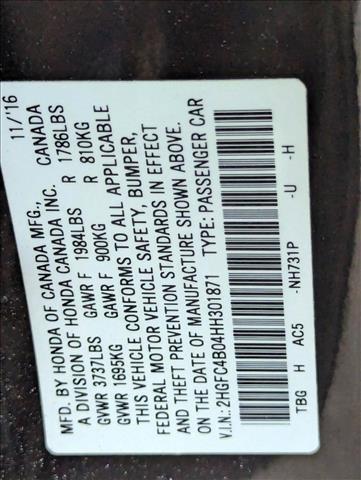 MFD. BY HONDA OF CANADA MFG., 11/'16
A DIVISION OF HONDA CANADA INC. CANADA
GVWR 3737LBS GAWR F 1984LBS R 1786LBS
GVWR 1695KG GAWR F 900KG R 810KG
THIS VEHICLE CONFORMS TO ALL APPLICABLE
FEDERAL MOTOR VEHICLE SAFETY, BUMPER,
AND THEFT PREVENTION STANDARDS IN EFFECT
ON THE DATE OF MANUFACTURE SHOWN ABOVE.
V.I.N.: 2HGFC4B04HH301871 TYPE: PASSENGER CAR
TBG H AC5 -NH731P -U -H